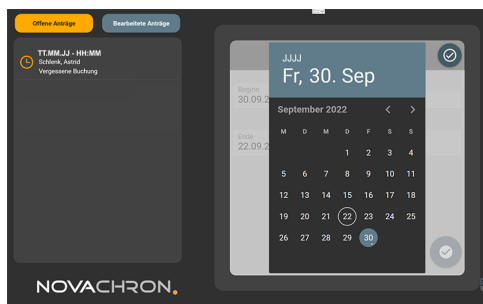 Offene Anträge
Bearbeitete Anträge
TT.MM.JJ - HH:MM
Schlenk, Astrid
Vergessene Buchung
JJJJ
Fr, 30. Sep
Beginn
30.09.2
September 2022
M D M D F S S
1 2 3 4
Ende
22.09.2
5 6 7 8 9 10 11
12 13 14 15 16 17 18
19 20 21 22 23 24 25
26 27 28 29 30
NOVACHRON.